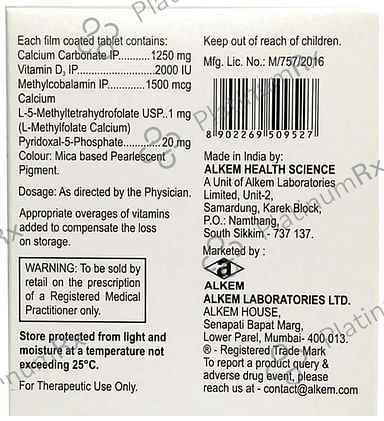 Each film coated tablet contains:
Calcium Carbonate IP...........1250 mg
Vitamin D₃ IP.......................2000 IU
Methylcobalamin IP...........1500 mcg
Calcium
L-5-Methyltetrahydrofolate USP..1 mg
(L-Methylfolate Calcium)
Pyridoxal-5-Phosphate............20 mg
Colour: Mica based Pearlescent
Pigment.
Dosage: As directed by the Physician.
Appropriate overages of vitamins
added to compensate the loss
on storage.
WARNING: To be sold by
retail on the prescription
of a Registered Medical
Practitioner only.
Store protected from light and
moisture at a temperature not
exceeding 25°C.
For Therapeutic Use Only.
Keep out of reach of children.
Mfg. Lic. No.: M/757/2016
8 902269 509527
Made in India by:
ALKEM HEALTH SCIENCE
A Unit of Alkem Laboratories
Limited, Unit-2,
Samardung, Karek Block,
P.O.: Namthang,
South Sikkim - 737 137.
Marketed by :
a
ALKEM
ALKEM LABORATORIES LTD.
ALKEM HOUSE,
Senapati Bapat Marg,
Lower Parel, Mumbai- 400 013.
® - Registered Trade Mark
To report a product query &
adverse drug event, please
reach us at - contact@alkem.com
PlatinumRx